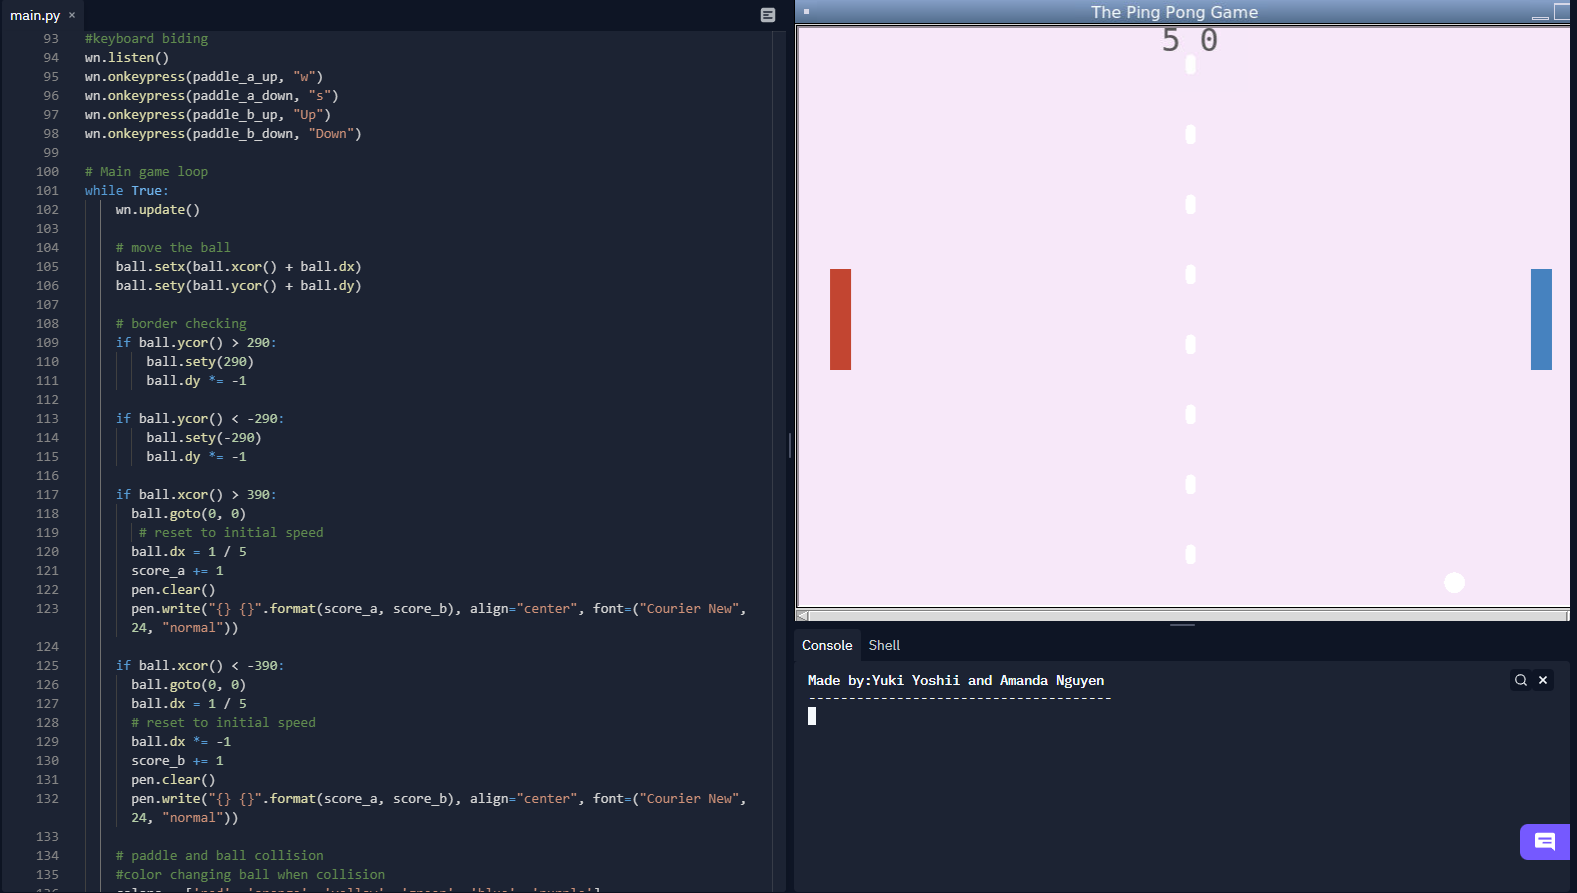 main.py ×
93 #keyboard biding
94 wn.listen()
95 wn.onkeypress(paddle_a_up, "w")
96 wn.onkeypress(paddle_a_down, "s")
97 wn.onkeypress(paddle_b_up, "Up")
98 wn.onkeypress(paddle_b_down, "Down")
99
100 # Main game loop
101 while True:
102 wn.update()
103
104 # move the ball
105 ball.setx(ball.xcor() + ball.dx)
106 ball.sety(ball.ycor() + ball.dy)
107
108 # border checking
109 if ball.ycor() > 290:
110 ball.sety(290)
111 ball.dy *= -1
112
113 if ball.ycor() < -290:
114 ball.sety(-290)
115 ball.dy *= -1
116
117 if ball.xcor() > 390:
118 ball.goto(0, 0)
119 # reset to initial speed
120 ball.dx = 1 / 5
121 score_a += 1
122 pen.clear()
123 pen.write("{} {}".format(score_a, score_b), align="center", font=("Courier New",
24, "normal"))
124
125 if ball.xcor() < -390:
126 ball.goto(0, 0)
127 ball.dx = 1 / 5
128 # reset to initial speed
129 ball.dx *= -1
130 score_b += 1
131 pen.clear()
132 pen.write("{} {}".format(score_a, score_b), align="center", font=("Courier New",
24, "normal"))
133
134 # paddle and ball collision
135 #color changing ball when collision
The Ping Pong Game
5 0
Console Shell
Made by:Yuki Yoshii and Amanda Nguyen
---------------------------------------